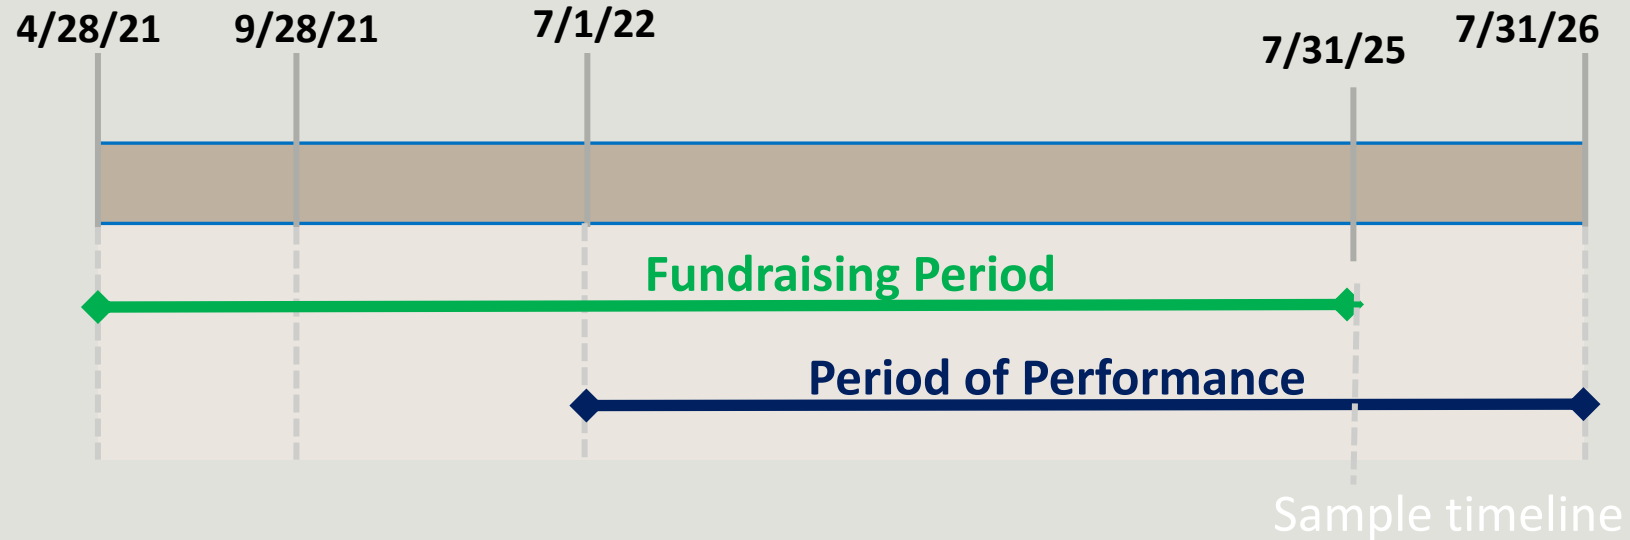 4/28/21 9/28/21 7/1/22 7/31/25 7/31/26
Fundraising Period
Period of Performance
Sample timeline